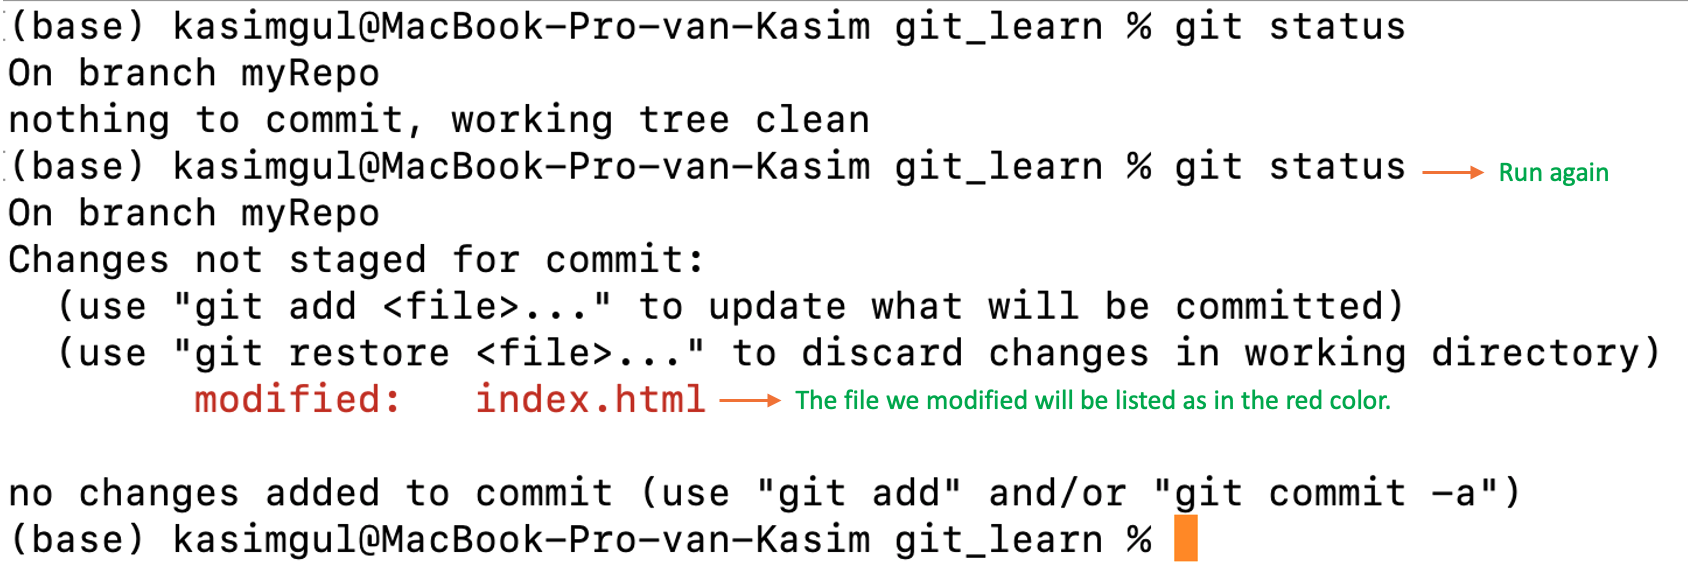 (base) kasimgul@MacBook-Pro-van-Kasim git_learn % git status
On branch myRepo
nothing to commit, working tree clean
(base) kasimgul@MacBook-Pro-van-Kasim git_learn % git status Run again
On branch myRepo
Changes not staged for commit:
  (use "git add <file>..." to update what will be committed)
  (use "git restore <file>..." to discard changes in working directory)
        modified:   index.html The file we modified will be listed as in the red color.

no changes added to commit (use "git add" and/or "git commit -a")
(base) kasimgul@MacBook-Pro-van-Kasim git_learn %